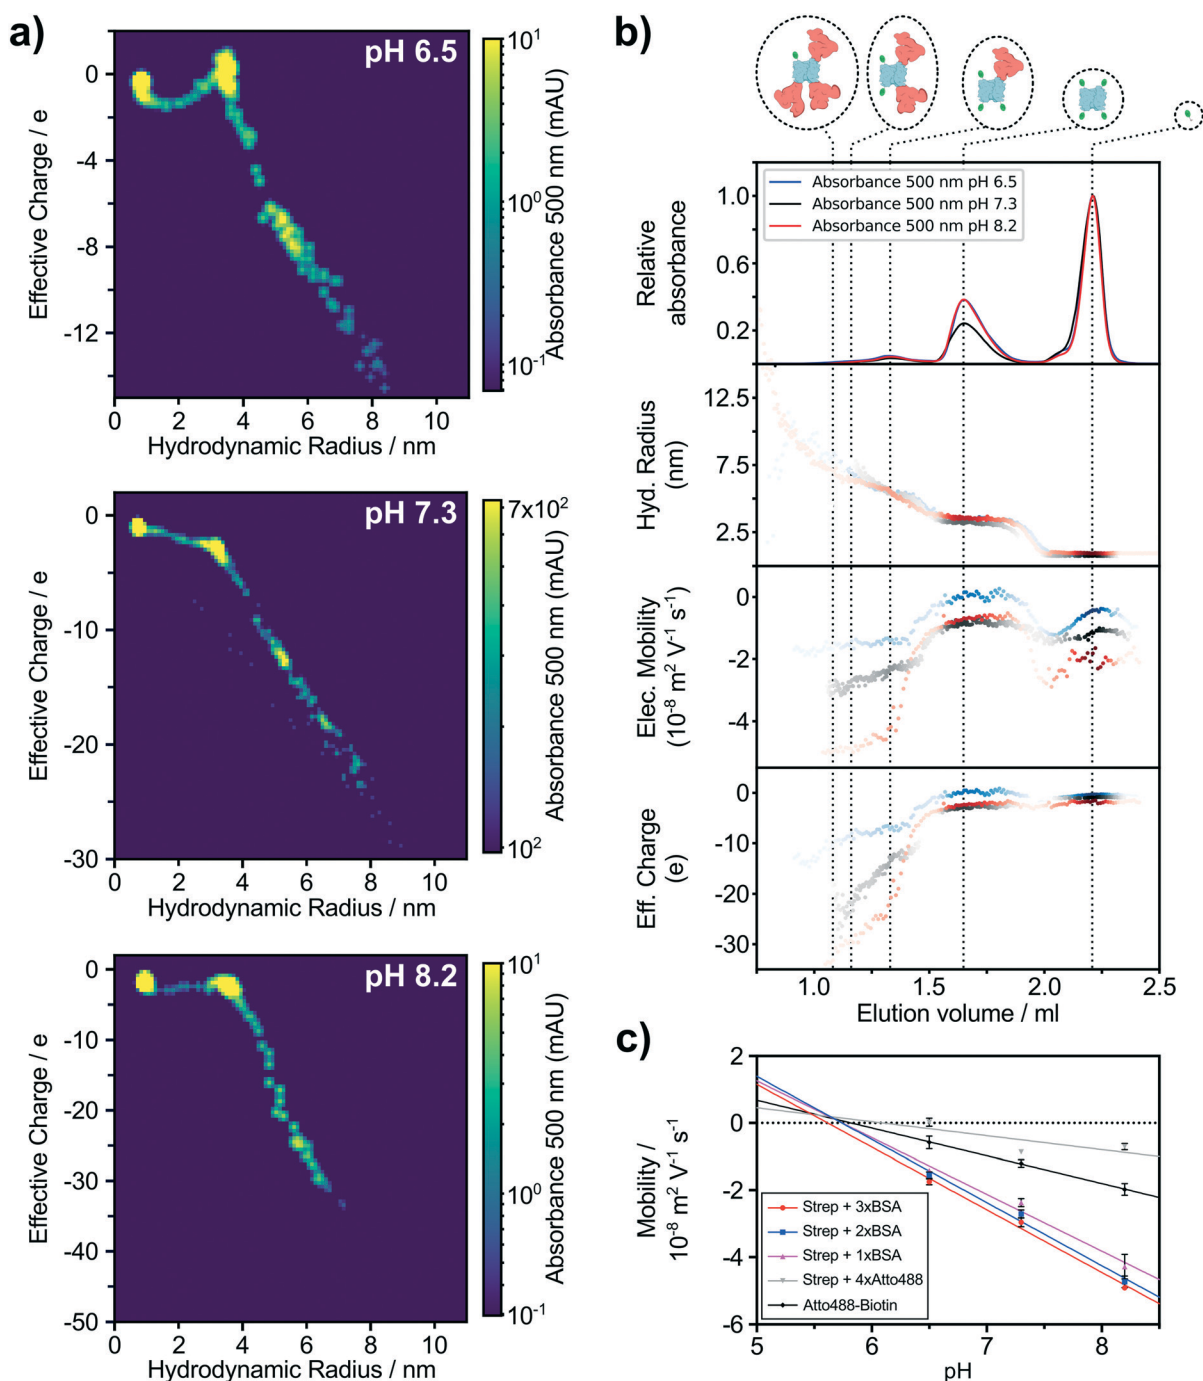 a)
pH 6.5
0
-4
-8
-12
Effective Charge / e
0 2 4 6 8 10
Hydrodynamic Radius / nm
10¹
10⁰
10⁻¹
Absorbance 500 nm (mAU)
pH 7.3
0
-10
-20
-30
Effective Charge / e
0 2 4 6 8 10
Hydrodynamic Radius / nm
7x10²
10²
Absorbance 500 nm (mAU)
pH 8.2
0
-10
-20
-30
-40
-50
Effective Charge / e
0 2 4 6 8 10
Hydrodynamic Radius / nm
10¹
10⁰
10⁻¹
Absorbance 500 nm (mAU)
b)
Absorbance 500 nm pH 6.5
Absorbance 500 nm pH 7.3
Absorbance 500 nm pH 8.2
Relative
absorbance
1.0
0.6
0.2
Hyd. Radius
(nm)
12.5
7.5
2.5
Elec. Mobility
(10⁻⁸ m² V⁻¹ s⁻¹)
0
-2
-4
Eff. Charge
(e)
0
-10
-20
-30
1.0 1.5 2.0 2.5
Elution volume / ml
c)
Mobility /
10⁻⁸ m² V⁻¹ s⁻¹
2
0
-2
-4
-6
Strep + 3xBSA
Strep + 2xBSA
Strep + 1xBSA
Strep + 4xAtto488
Atto488-Biotin
5 6 7 8
pH